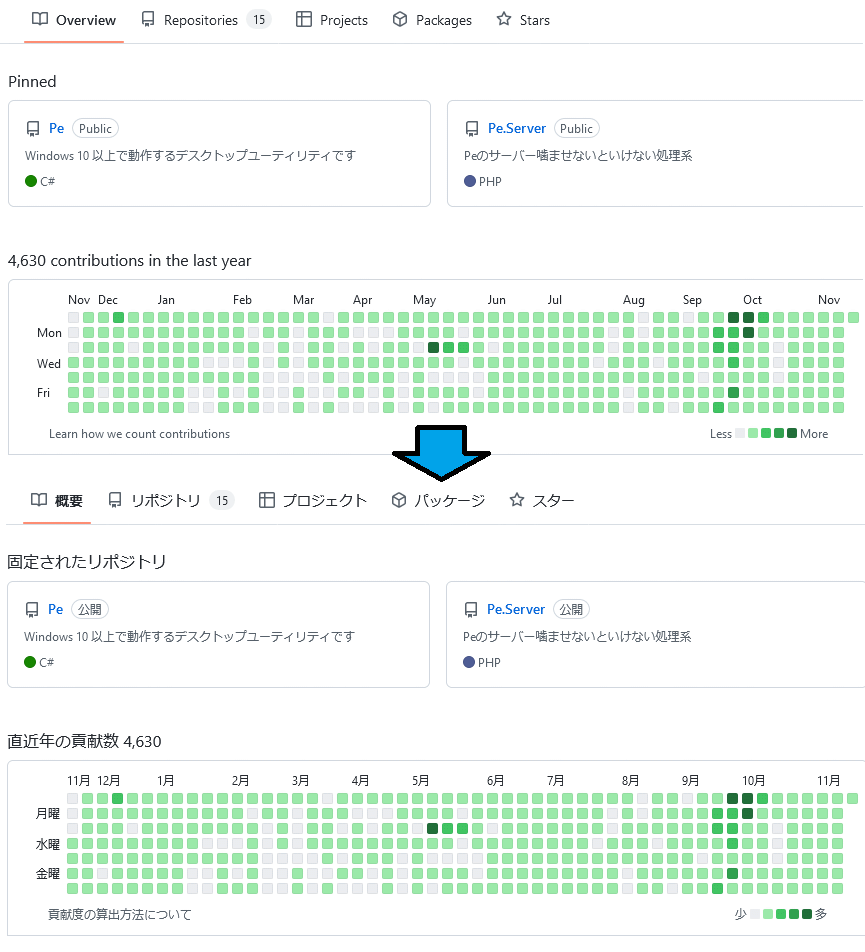 Overview Repositories 15 Projects Packages Stars
Pinned
Pe Public
Windows 10 以上で動作するデスクトップユーティリティです
C#
Pe.Server Public
Peのサーバー噛ませないといけない処理系
PHP
4,630 contributions in the last year
Nov Dec Jan Feb Mar Apr May Jun Jul Aug Sep Oct Nov
Mon
Wed
Fri
Learn how we count contributions
Less More
概要 リポジトリ 15 プロジェクト パッケージ スター
固定されたリポジトリ
Pe 公開
Windows 10 以上で動作するデスクトップユーティリティです
C#
Pe.Server 公開
Peのサーバー噛ませないといけない処理系
PHP
直近年の貢献数 4,630
11月 12月 1月 2月 3月 4月 5月 6月 7月 8月 9月 10月 11月
月曜
水曜
金曜
貢献度の算出方法について
少 多